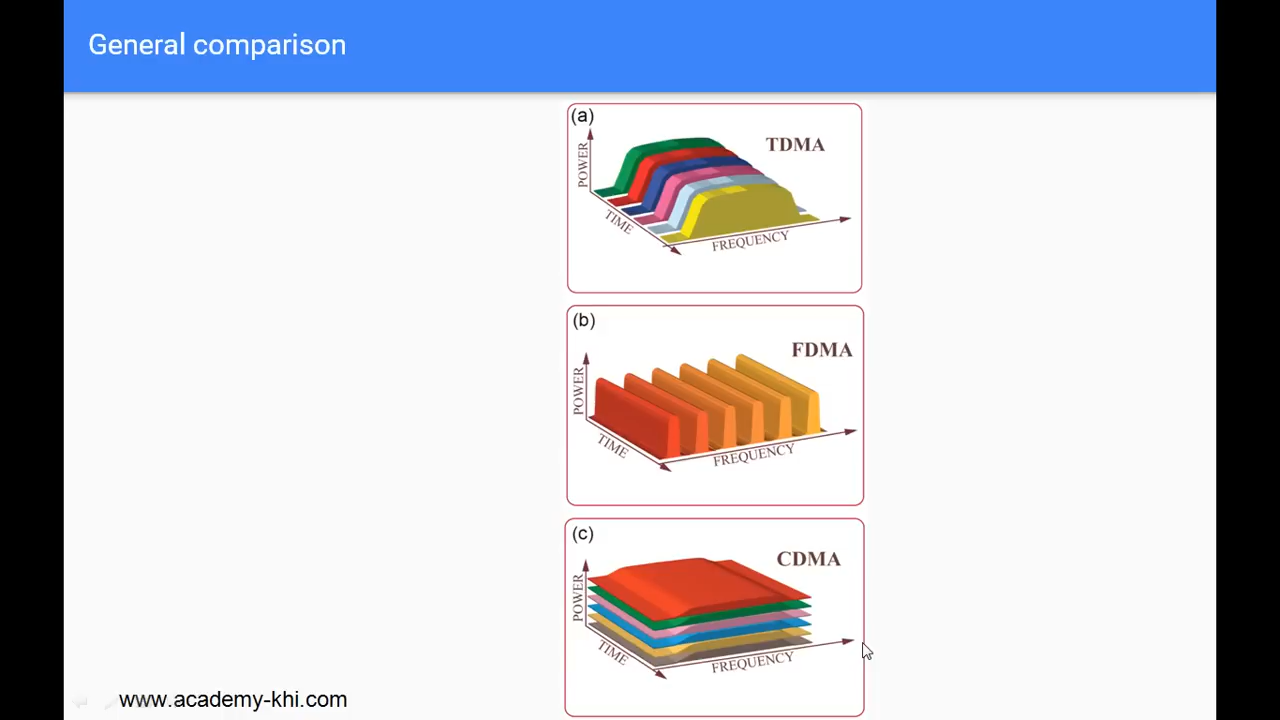 General comparison
(a)
TDMA
POWER
TIME
FREQUENCY
(b)
FDMA
POWER
TIME
FREQUENCY
(c)
CDMA
POWER
TIME
FREQUENCY
www.academy-khi.com